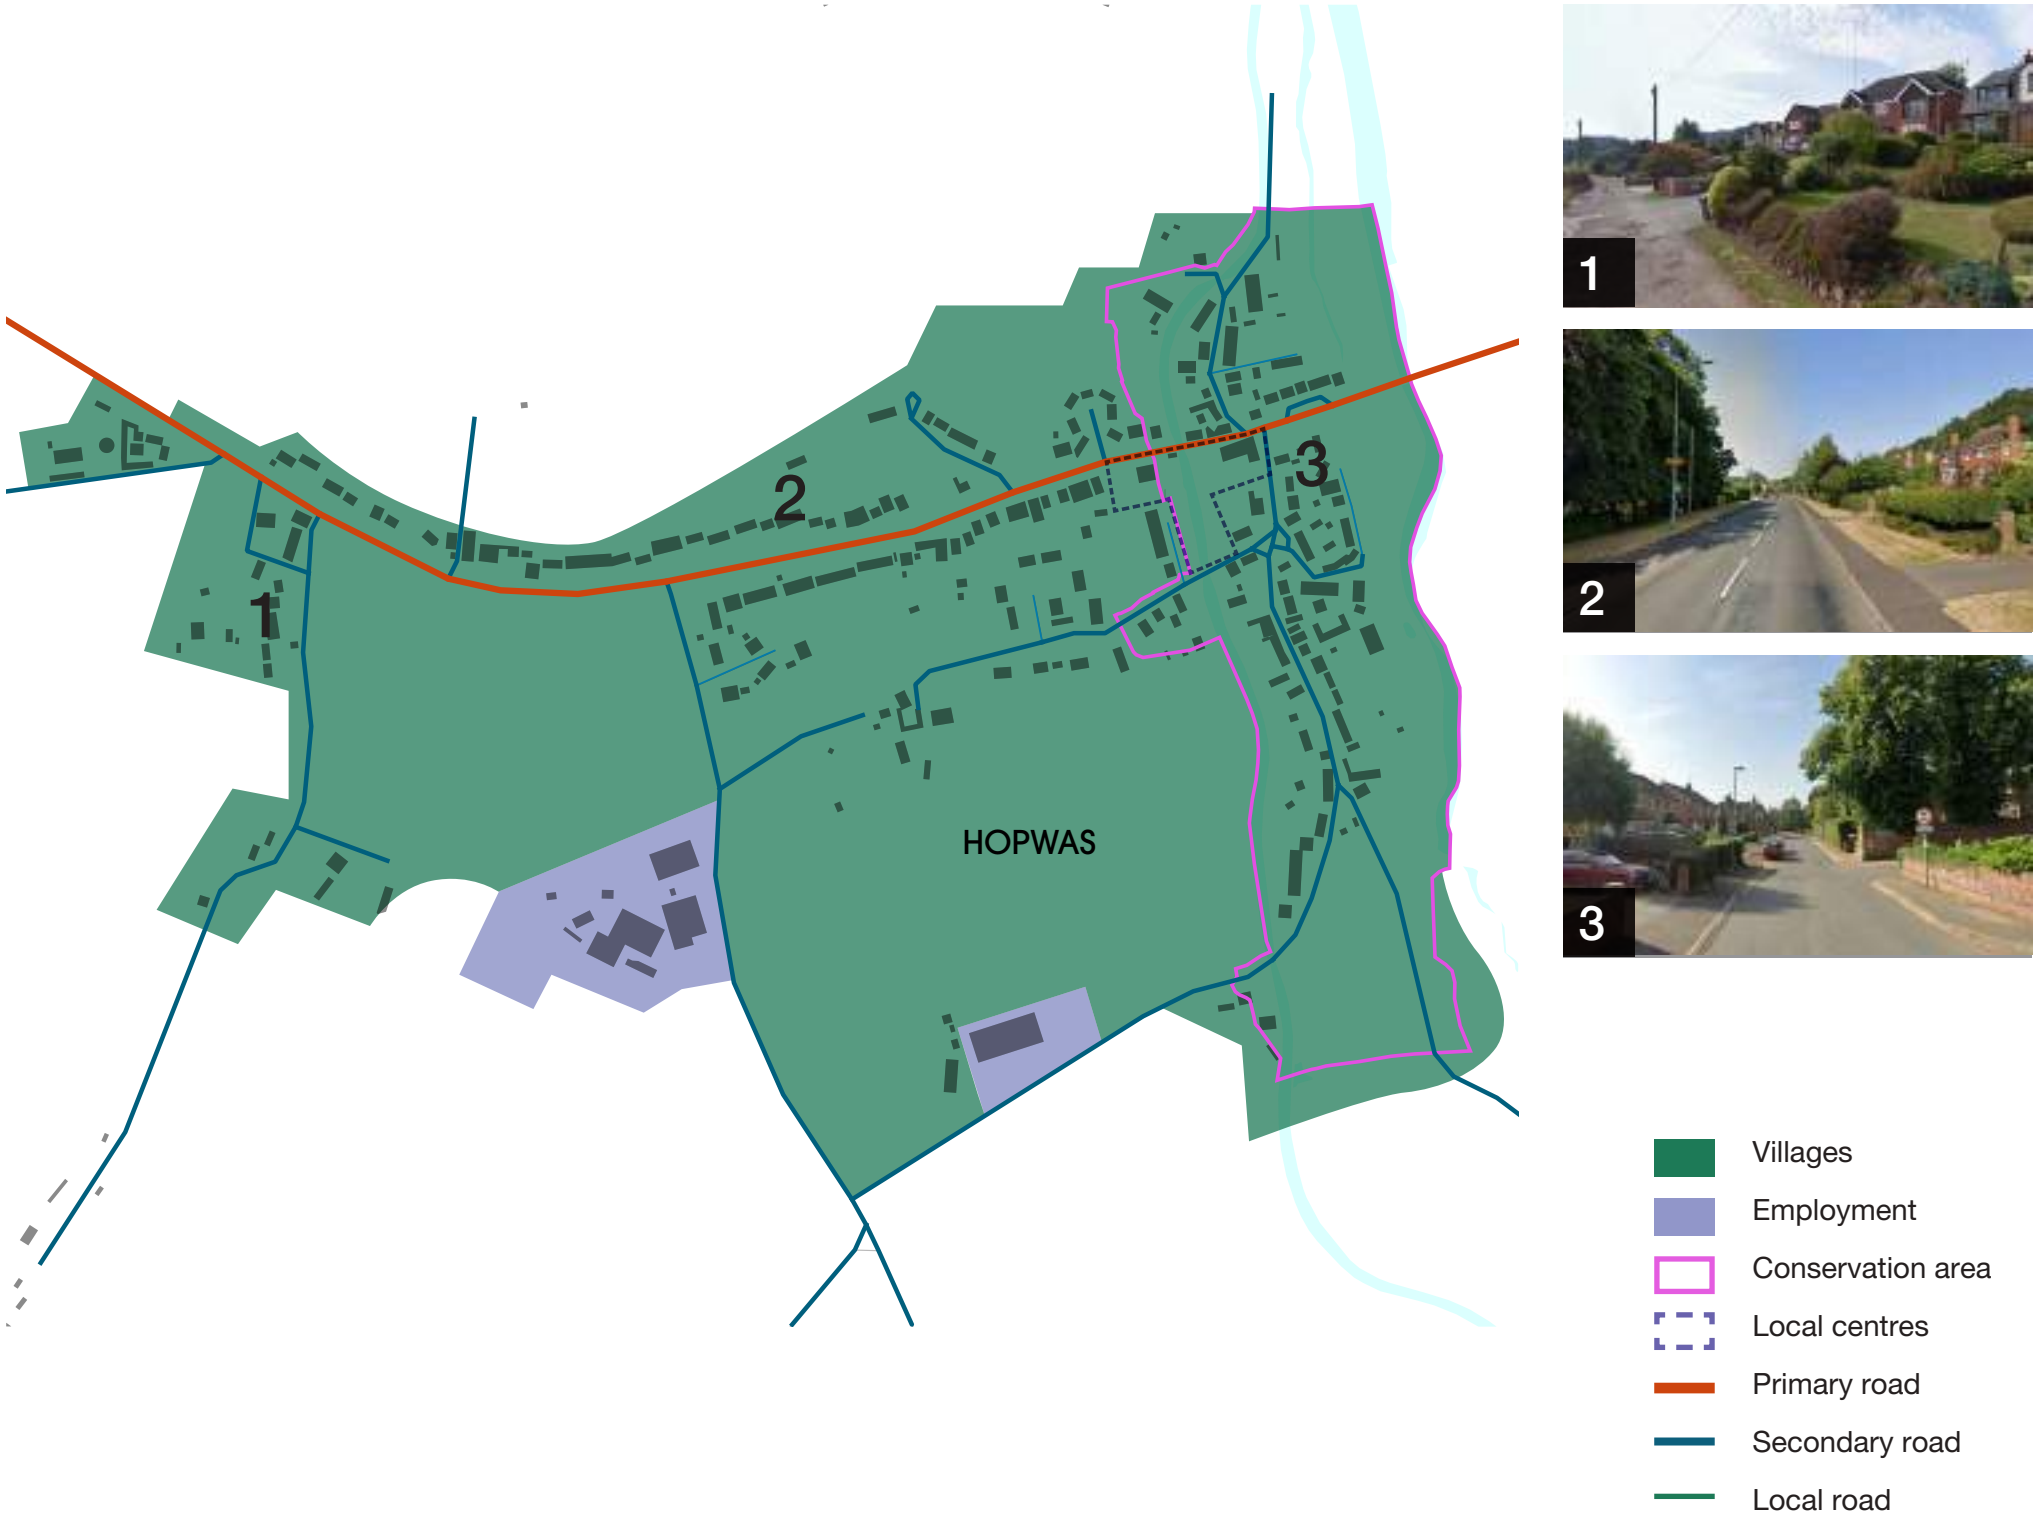 1
2
3
HOPWAS
1
2
3
Villages
Employment
Conservation area
Local centres
Primary road
Secondary road
Local road